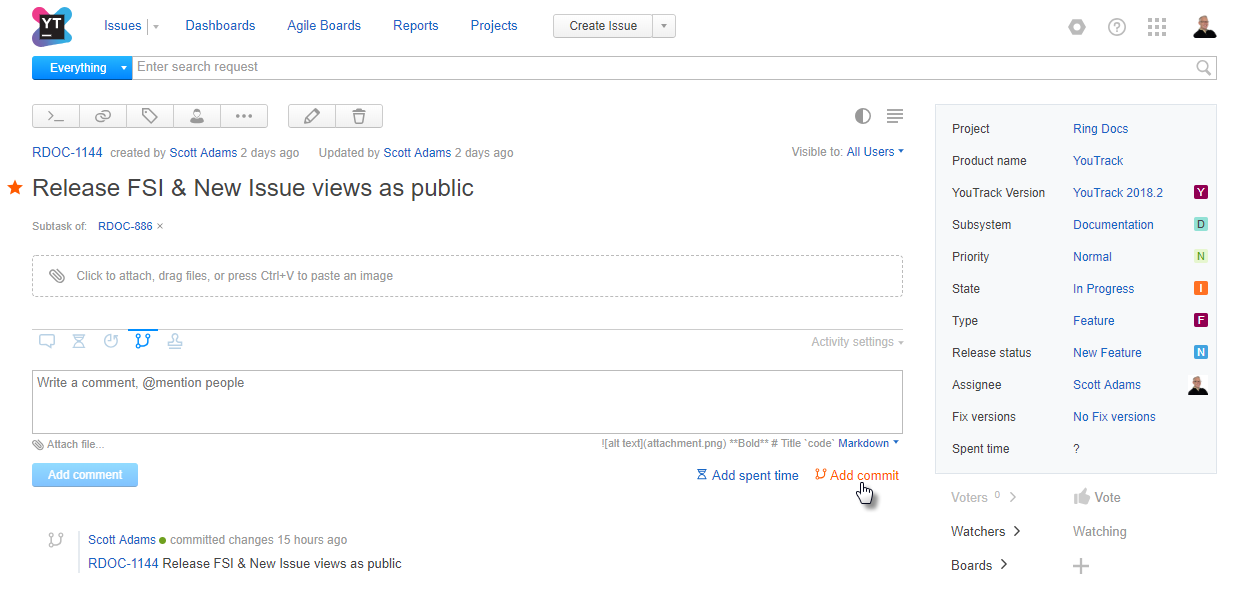 YT
Issues Dashboards Agile Boards Reports Projects Create Issue
Everything Enter search request
RDOC-1144 created by Scott Adams 2 days ago Updated by Scott Adams 2 days ago Visible to: All Users
Release FSI & New Issue views as public
Subtask of: RDOC-886 ×
Click to attach, drag files, or press Ctrl+V to paste an image
Activity settings
Write a comment, @mention people
Attach file... ![alt text](attachment.png) **Bold** # Title `code` Markdown
Add comment Add spent time Add commit
Scott Adams committed changes 15 hours ago
RDOC-1144 Release FSI & New Issue views as public
Project Ring Docs
Product name YouTrack
YouTrack Version YouTrack 2018.2 Y
Subsystem Documentation D
Priority Normal N
State In Progress I
Type Feature F
Release status New Feature N
Assignee Scott Adams
Fix versions No Fix versions
Spent time ?
Voters 0 Vote
Watchers Watching
Boards